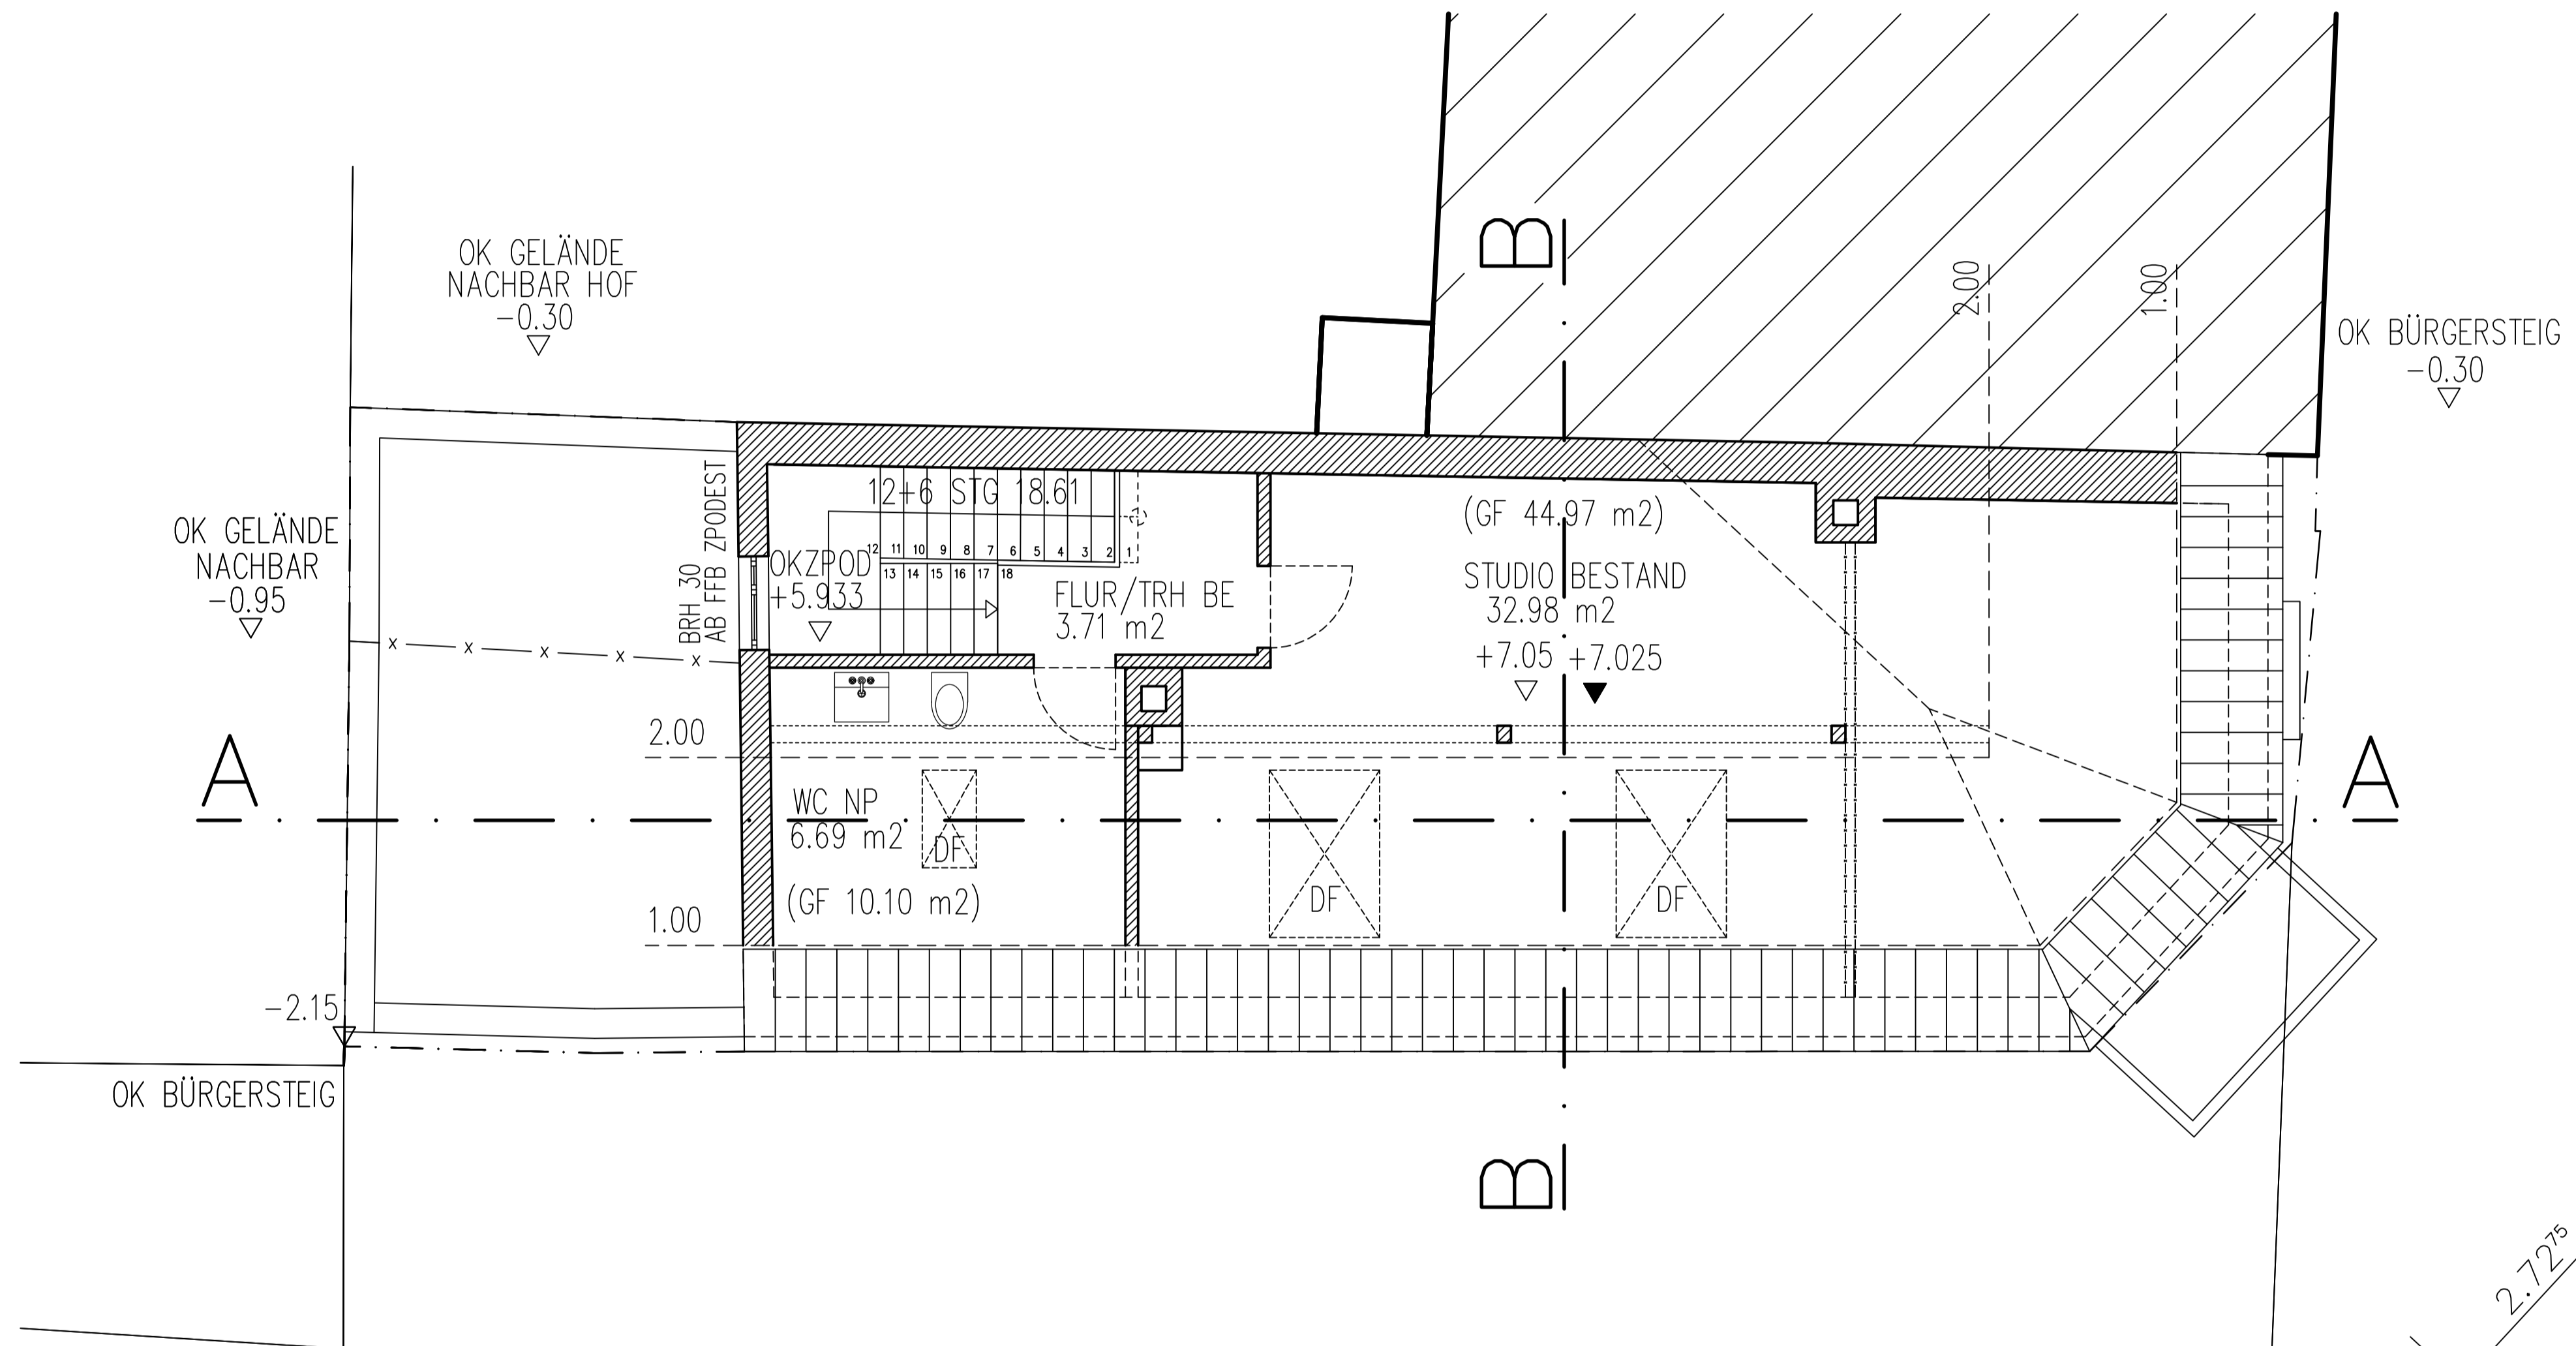 B
2.00
1.00
OK GELÄNDE
NACHBAR HOF
-0.30
OK BÜRGERSTEIG
-0.30
12+6 STG 18.61
(GF 44.97 m2)
OK GELÄNDE
NACHBAR
-0.95
BRH 30
AB FFB ZPODEST
12 11 10 9 8 7 6 5 4 3 2 1
13 14 15 16 17 18
OKZPOD
+5.933
FLUR/TRH BE
3.71 m2
STUDIO BESTAND
32.98 m2
+7.05 +7.025
2.00
A
A
WC NP
6.69 m2
DF
(GF 10.10 m2)
DF
DF
1.00
-2.15
OK BÜRGERSTEIG
B
2.72⁷⁵